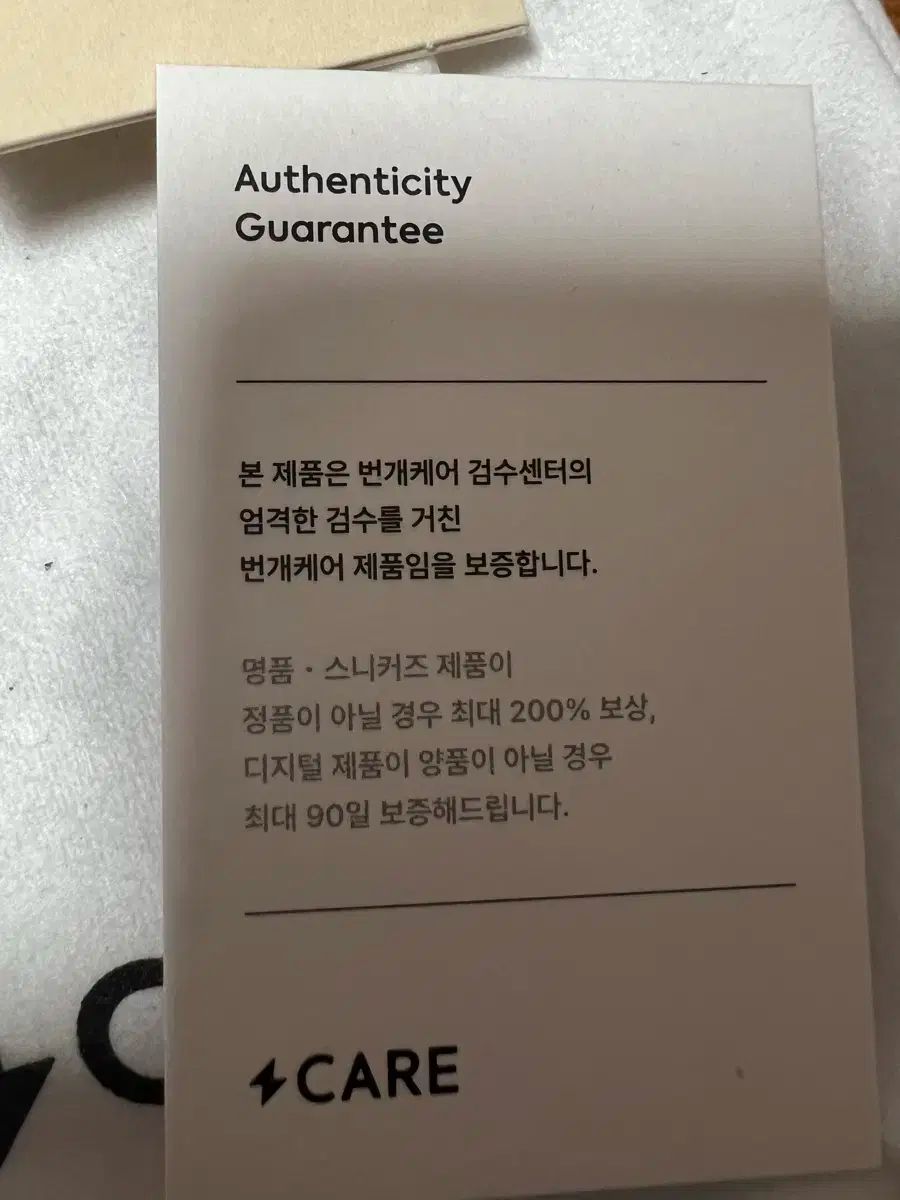 Authenticity
Guarantee
본 제품은 번개케어 검수센터의
엄격한 검수를 거친
번개케어 제품임을 보증합니다.
명품 · 스니커즈 제품이
정품이 아닐 경우 최대 200% 보상,
디지털 제품이 양품이 아닐 경우
최대 90일 보증해드립니다.
CARE
C